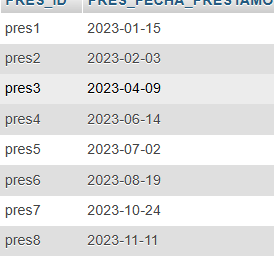 PRES_ID PRES_FECHA_PRESTAMO
pres1 2023-01-15
pres2 2023-02-03
pres3 2023-04-09
pres4 2023-06-14
pres5 2023-07-02
pres6 2023-08-19
pres7 2023-10-24
pres8 2023-11-11